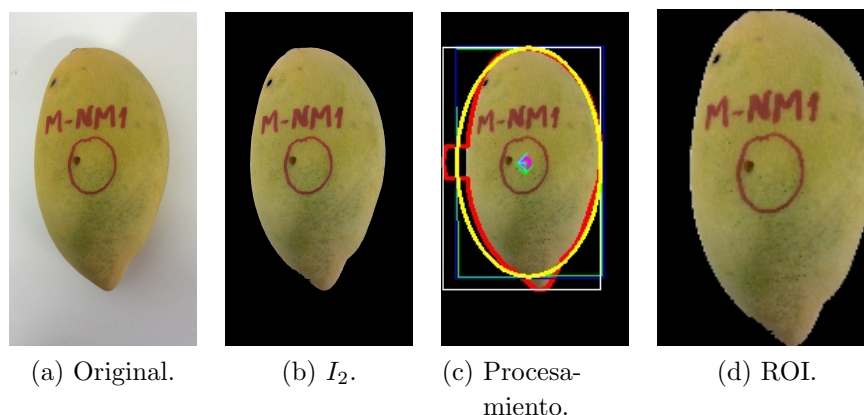 M-NM1
M-NM1
M-NM1
M-NM1
(a) Original.
(b) I₂.
(c) Procesa-
miento.
(d) ROI.